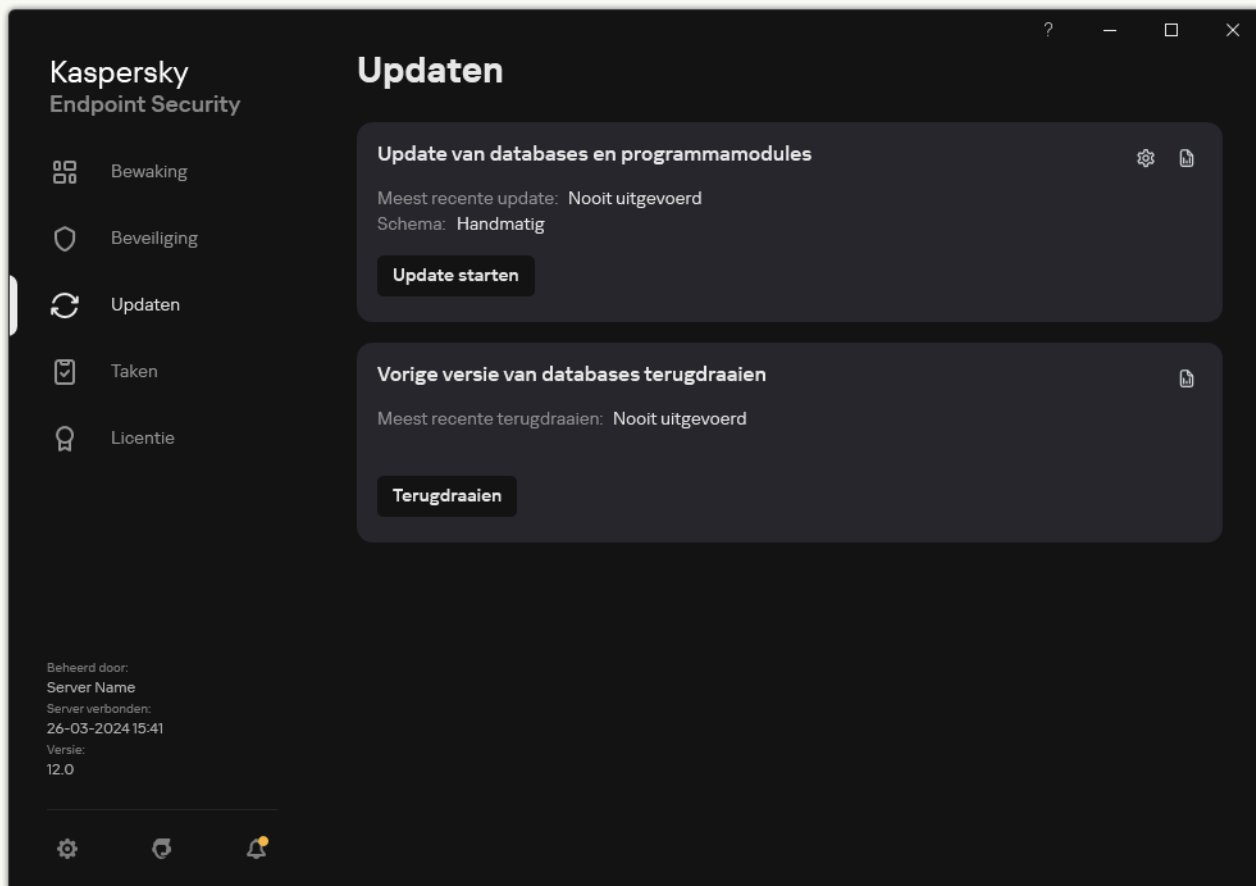 ?
Kaspersky
Endpoint Security
Bewaking
Beveiliging
Updaten
Taken
Licentie
Beheerd door:
Server Name
Server verbonden:
26-03-2024 15:41
Versie:
12.0
Updaten
Update van databases en programmamodules
Meest recente update: Nooit uitgevoerd
Schema: Handmatig
Update starten
Vorige versie van databases terugdraaien
Meest recente terugdraaien: Nooit uitgevoerd
Terugdraaien